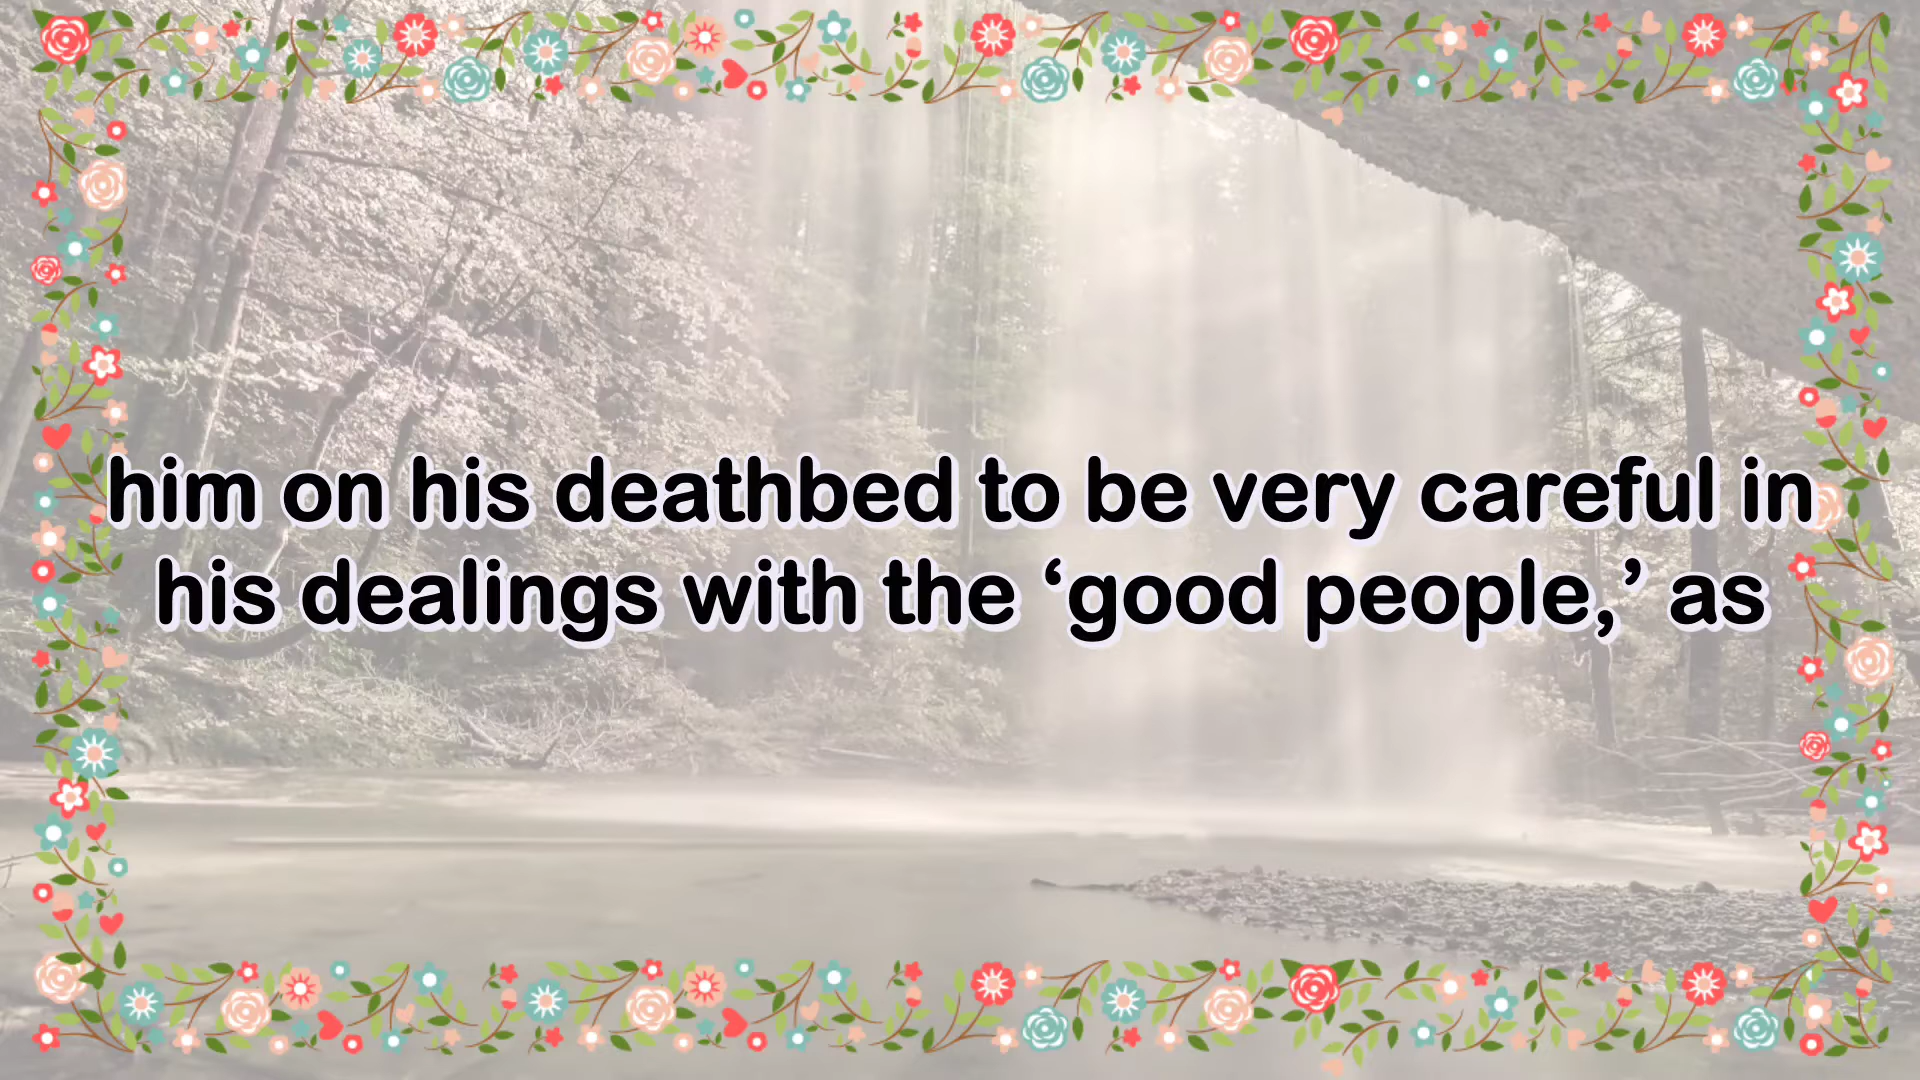 him on his deathbed to be very careful in
his dealings with the ‘good people,’ as